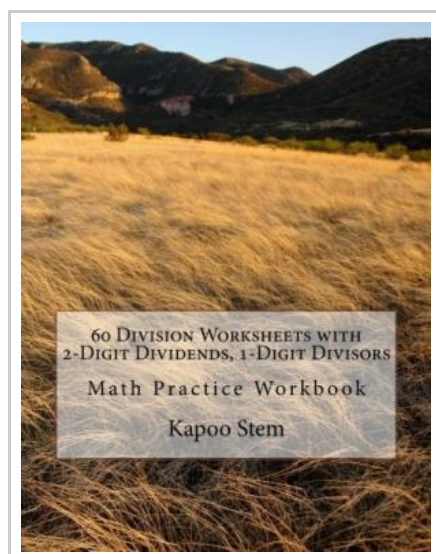 60 Division Worksheets with
2-Digit Dividends, 1-Digit Divisors
Math Practice Workbook
Kapoo Stem